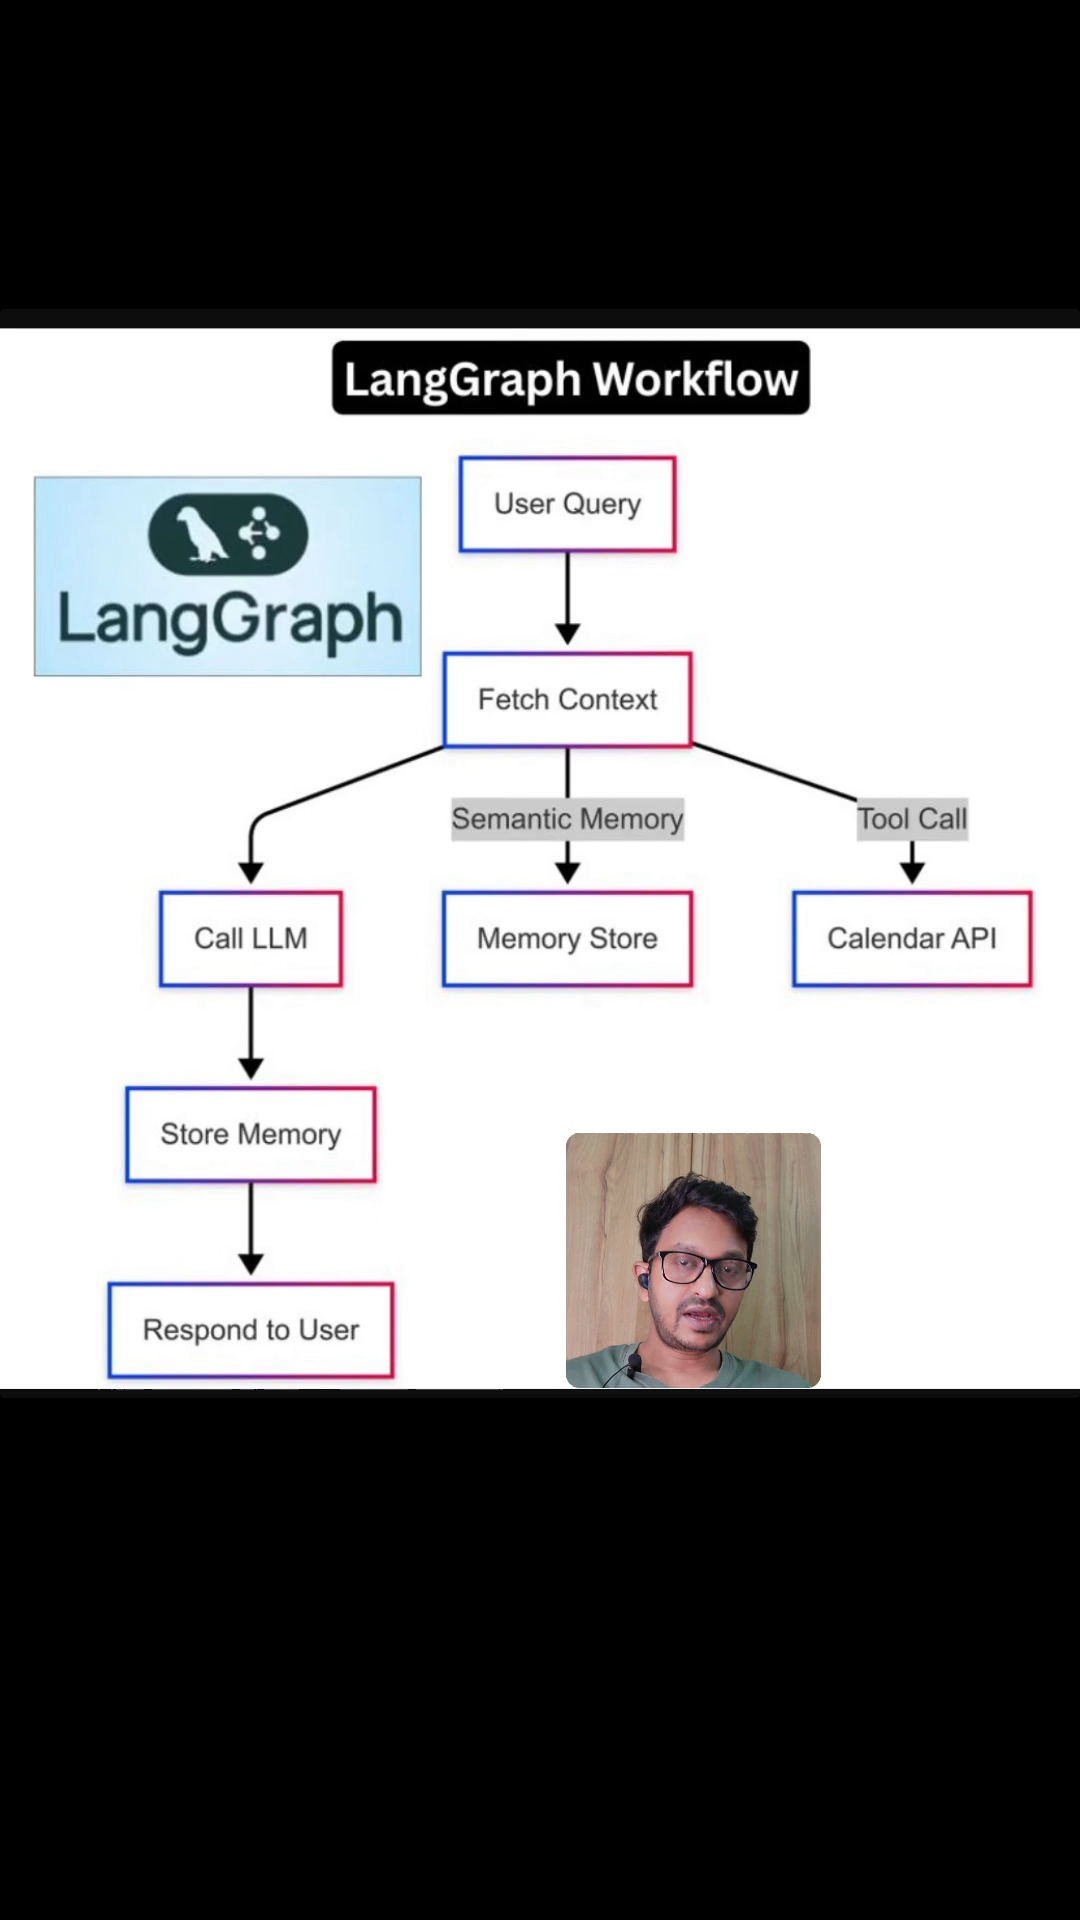 LangGraph Workflow
User Query
LangGraph
Fetch Context
Semantic Memory
Tool Call
Call LLM
Memory Store
Calendar API
Store Memory
Respond to User